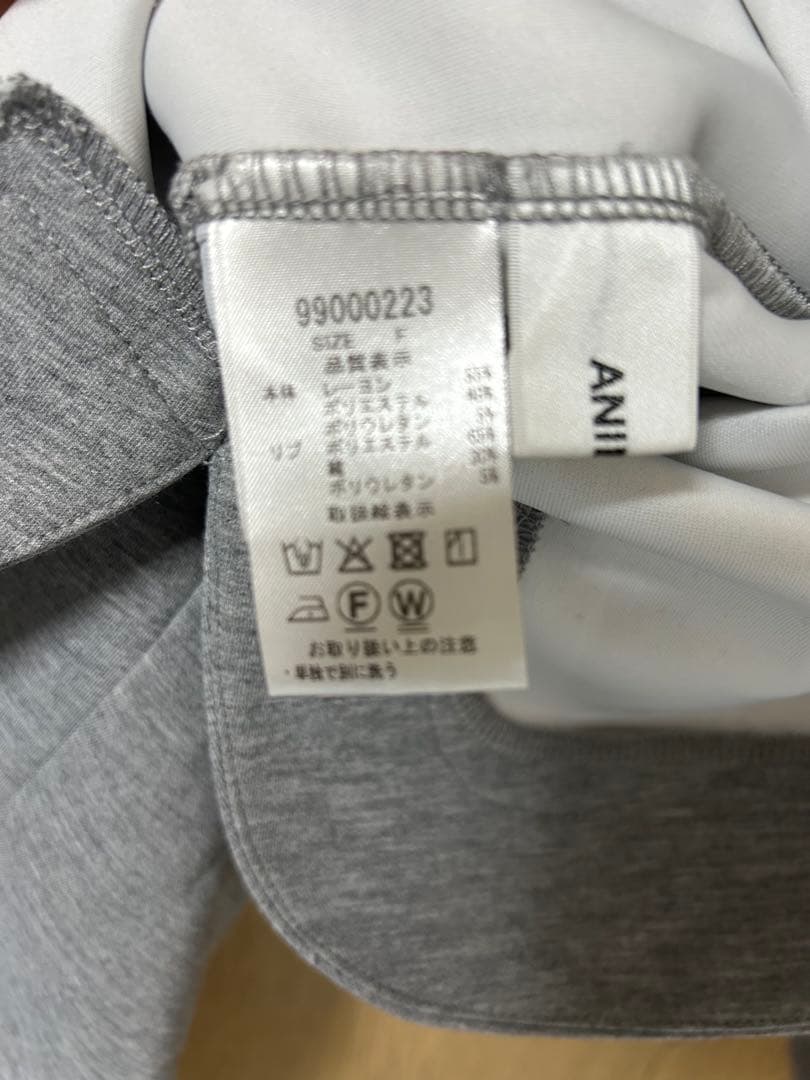 99000223
SIZE F
品質表示
本体 レーヨン 55%
ポリエステル 40%
ポリウレタン 5%
リブ ポリエステル 65%
綿 30%
ポリウレタン 5%
取扱絵表示
F W
お取り扱い上の注意
・単独で別に洗う
ANII